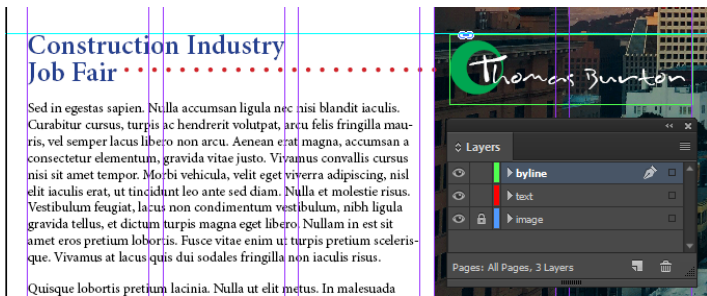 Construction Industry
Job Fair
Sed in egestas sapien. Nulla accumsan ligula nec nisi blandit iaculis.
Curabitur cursus, turpis ac hendrerit volutpat, arcu felis fringilla mau-
ris, vel semper lacus libero non arcu. Aenean erat magna, accumsan a
consectetur elementum, gravida vitae justo. Vivamus convallis cursus
nisi sit amet tempor. Morbi vehicula, velit eget viverra adipiscing, nisl
elit iaculis erat, ut tincidunt leo ante sed diam. Nulla et molestie risus.
Vestibulum feugiat, lacus non condimentum vestibulum, nibh ligula
gravida tellus, et dictum turpis magna eget libero. Nullam in est sit
amet eros pretium lobortis. Fusce vitae enim ut turpis pretium sceleris-
que. Vivamus at lacus quis dui sodales fringilla non iaculis risus.
Quisque lobortis pretium lacinia. Nulla ut elit metus. In malesuada
Thomas Burton
Layers
byline
text
image
Pages: All Pages, 3 Layers